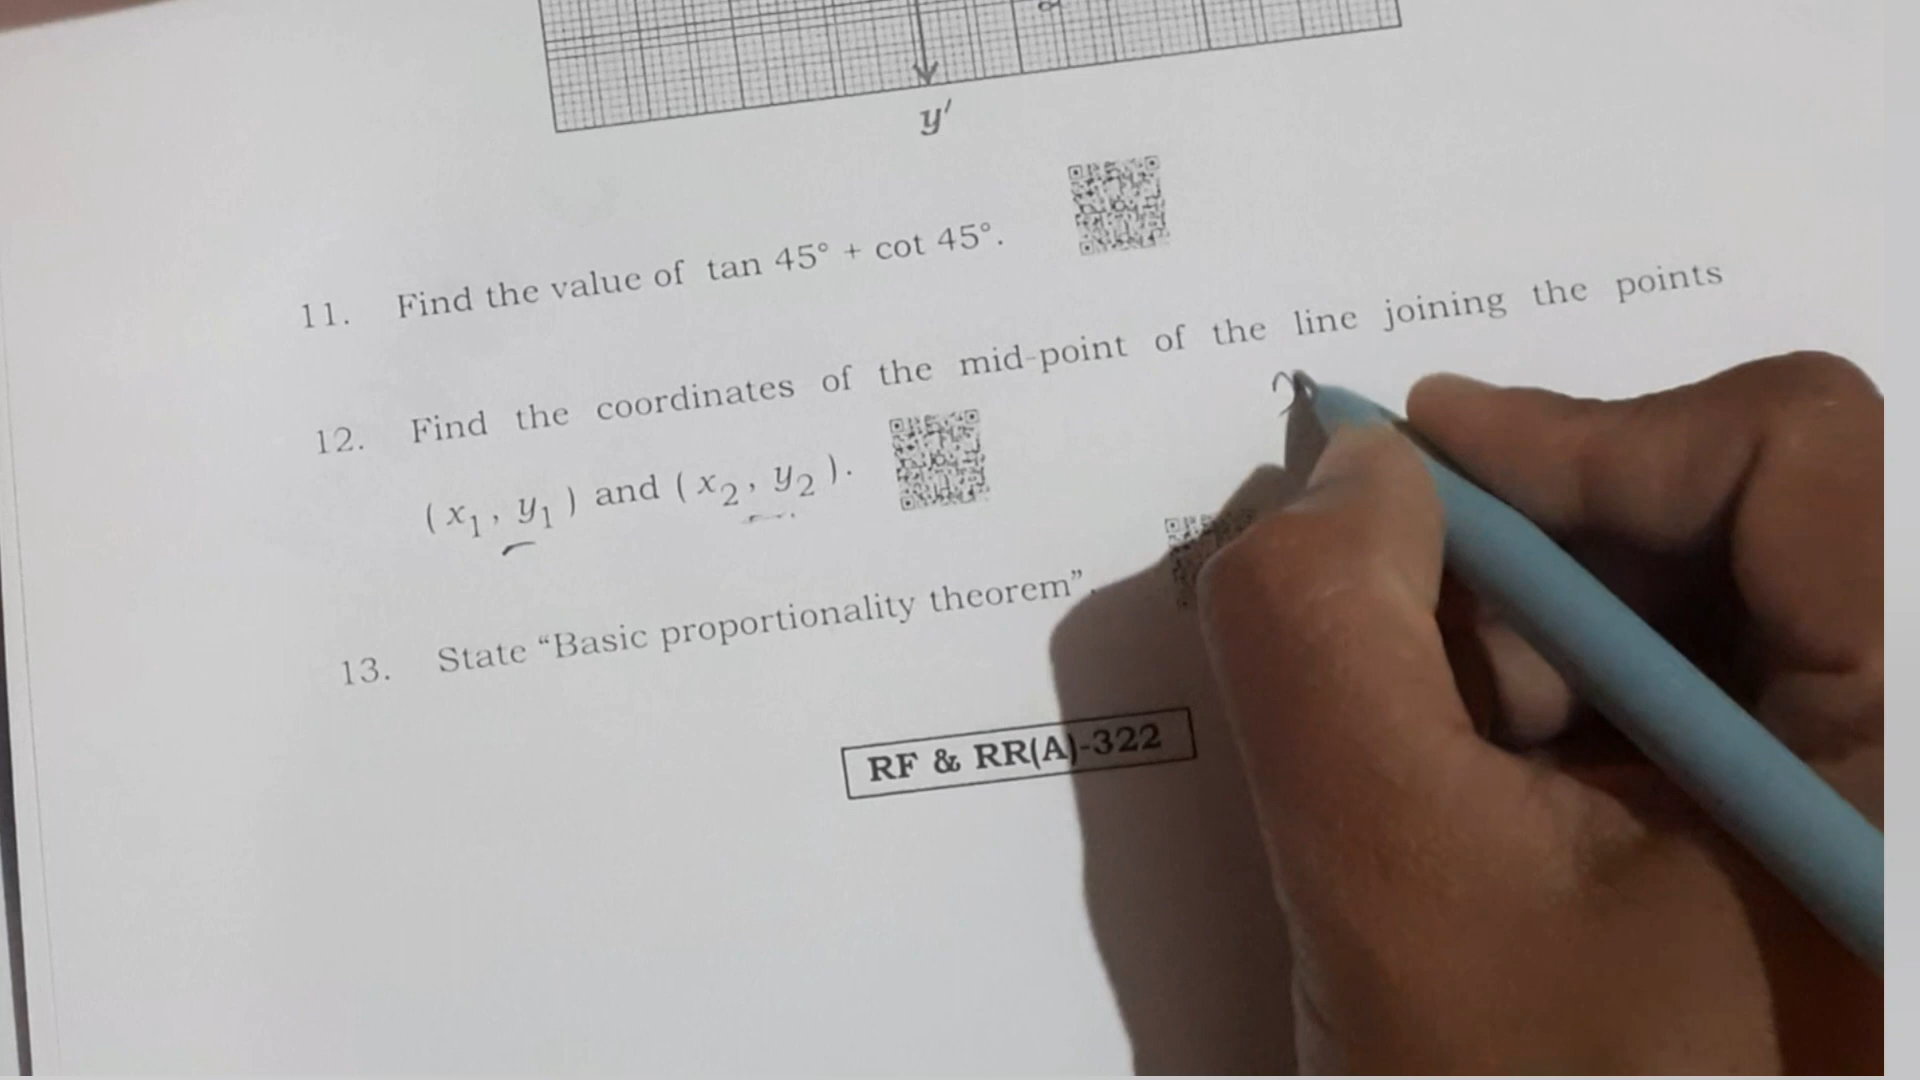 y′
11. Find the value of tan 45° + cot 45°.
12. Find the coordinates of the mid-point of the line joining the points
( x₁, y₁ ) and ( x₂, y₂ ).
13. State “Basic proportionality theorem”.
RF & RR(A)-322